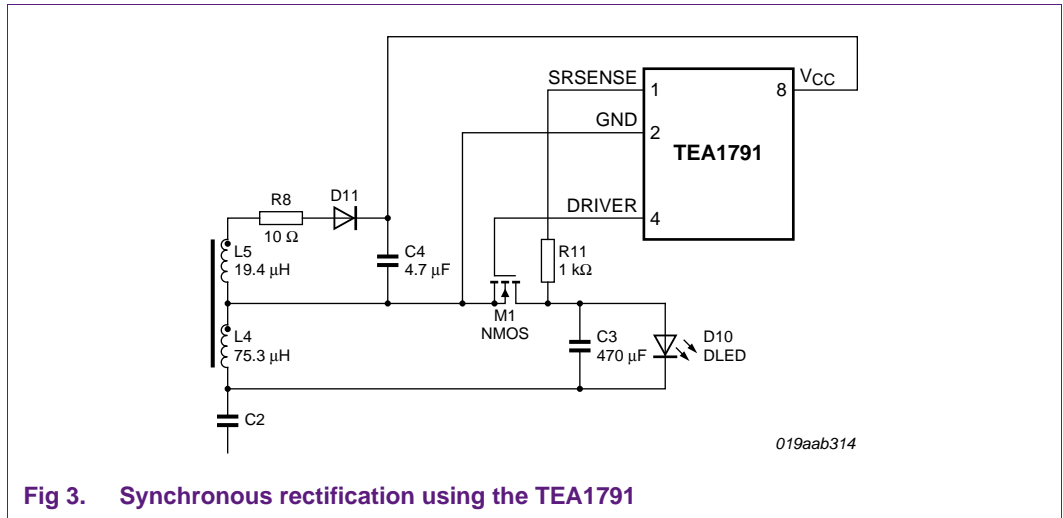 SRSENSE
1
8
VCC
GND
2
TEA1791
R8
D11
DRIVER
4
10 Ω
R11
1 kΩ
L5
19.4 μH
C4
4.7 μF
M1
NMOS
L4
75.3 μH
C3
470 μF
D10
DLED
C2
019aab314
Fig 3. Synchronous rectification using the TEA1791